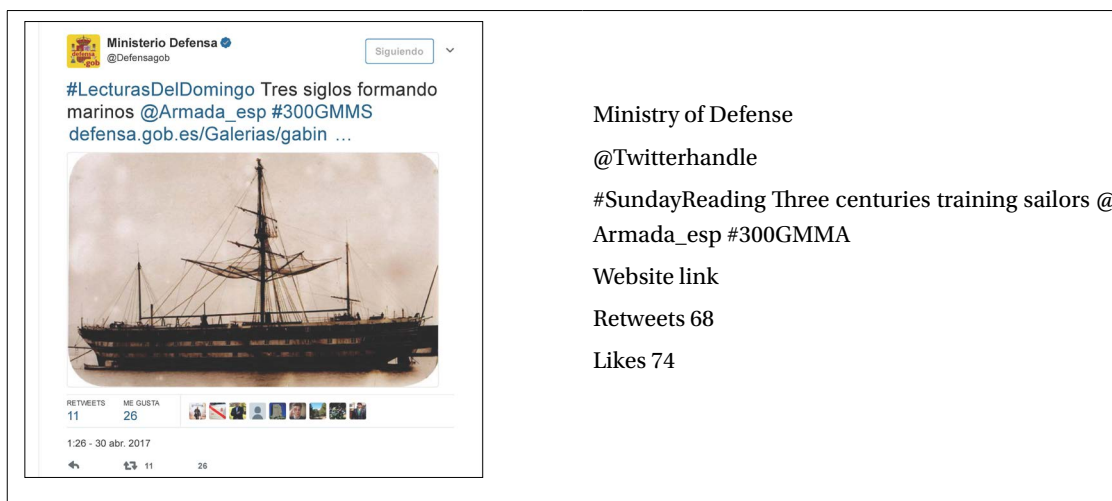 Ministerio Defensa
@Defensagob
Siguiendo
#LecturasDelDomingo Tres siglos formando
marinos @Armada_esp #300GMMS
defensa.gob.es/Galerias/gabin ...
RETWEETS ME GUSTA
11 26
1:26 - 30 abr. 2017
11 26
Ministry of Defense
@Twitterhandle
#SundayReading Three centuries training sailors @
Armada_esp #300GMMA
Website link
Retweets 68
Likes 74